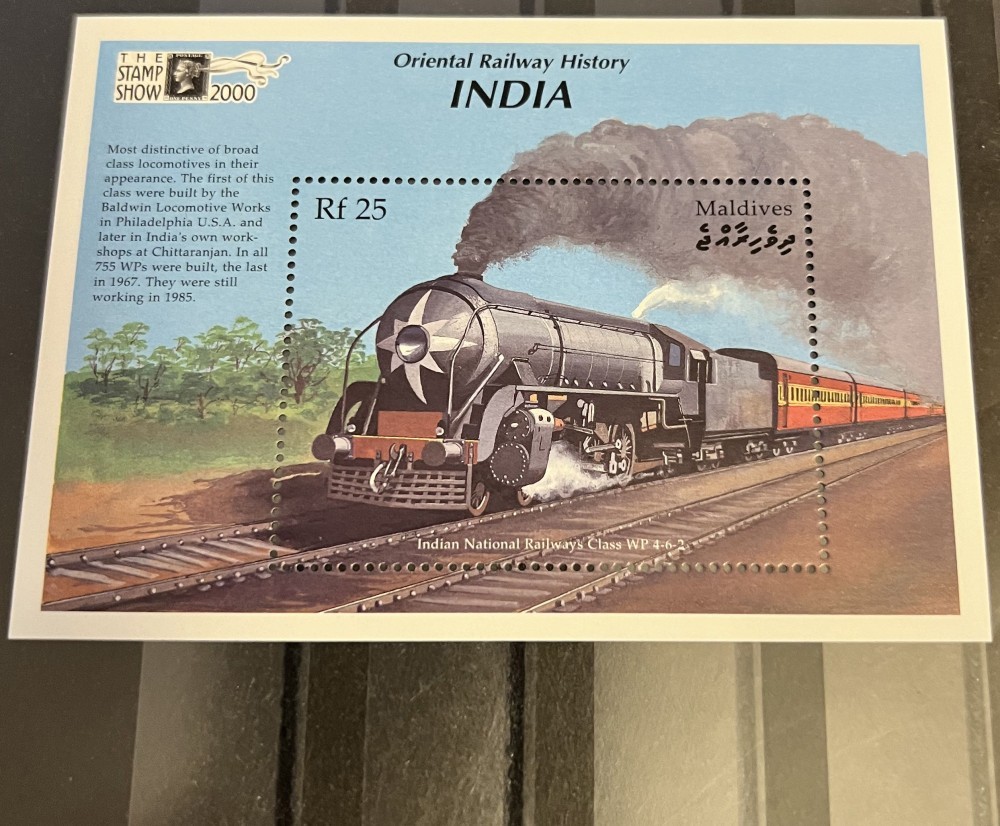 THE
STAMP
SHOW 2000
Oriental Railway History
INDIA
Most distinctive of broad
class locomotives in their
appearance. The first of this
class were built by the
Baldwin Locomotive Works
in Philadelphia U.S.A. and
later in India's own work-
shops at Chittaranjan. In all
755 WPs were built, the last
in 1967. They were still
working in 1985.
Rf 25
Maldives
ދިވެހިރާއްޖެ
Indian National Railways Class WP 4-6-2